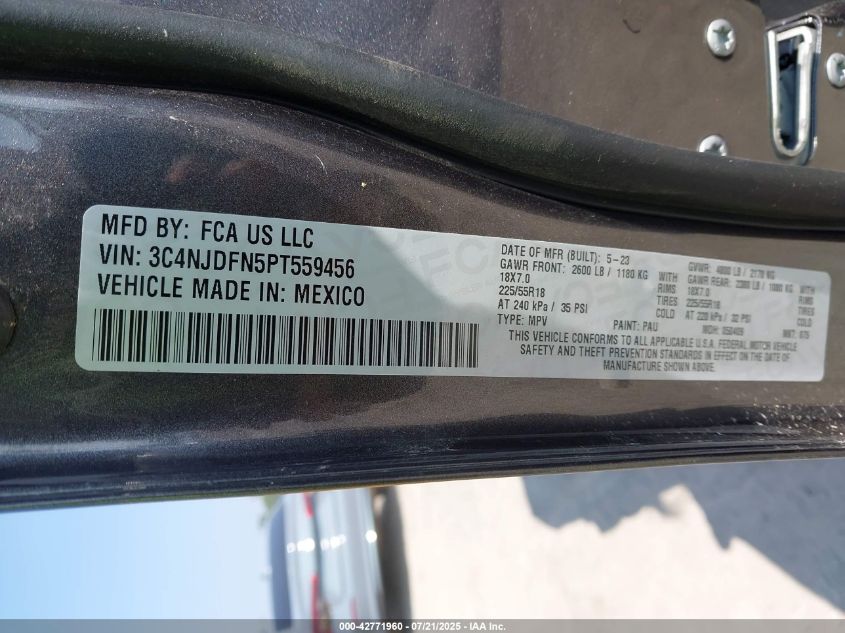 MFD BY: FCA US LLC
VIN: 3C4NJDFN5PT559456
VEHICLE MADE IN: MEXICO
DATE OF MFR (BUILT): 5-23 GVWR: 4800 LB / 2178 KG
GAWR FRONT: 2600 LB / 1180 KG WITH GAWR REAR: 2380 LB / 1080 KG WITH
18X7.0 RIMS 18X7.0 RIMS
225/55R18 TIRES 225/55R18 TIRES
AT 240 kPa / 35 PSI COLD AT 220 kPa / 32 PSI COLD
TYPE: MPV PAINT: PAU MDH: MKT:
THIS VEHICLE CONFORMS TO ALL APPLICABLE U.S.A. FEDERAL MOTOR VEHICLE
SAFETY AND THEFT PREVENTION STANDARDS IN EFFECT ON THE DATE OF
MANUFACTURE SHOWN ABOVE.
000-42771960 - 07/21/2025 - IAA Inc.